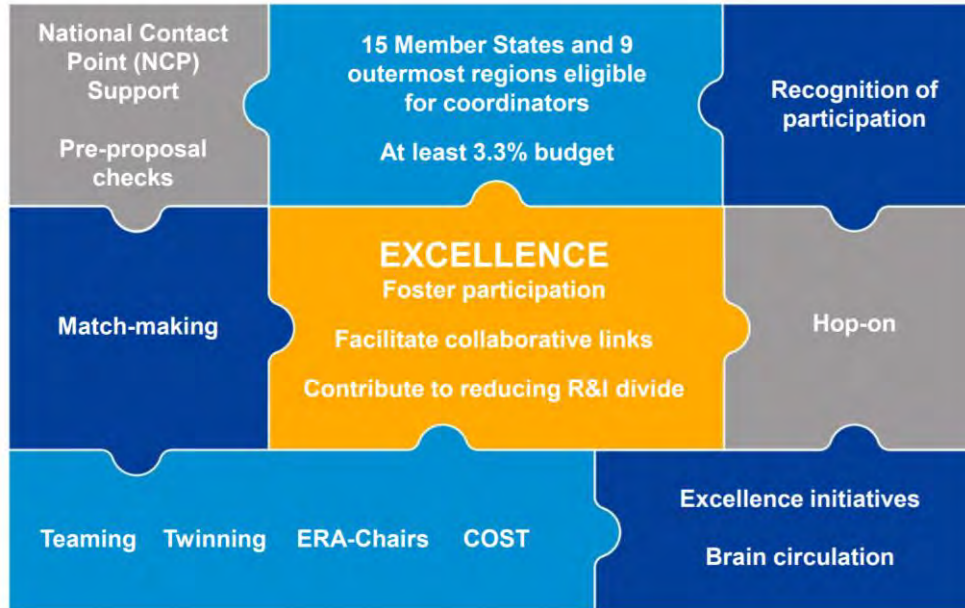 National Contact
Point (NCP)
Support
Pre-proposal
checks
15 Member States and 9
outermost regions eligible
for coordinators
At least 3.3% budget
Recognition of
participation
Match-making
EXCELLENCE
Foster participation
Facilitate collaborative links
Contribute to reducing R&I divide
Hop-on
Teaming Twinning ERA-Chairs COST
Excellence initiatives
Brain circulation